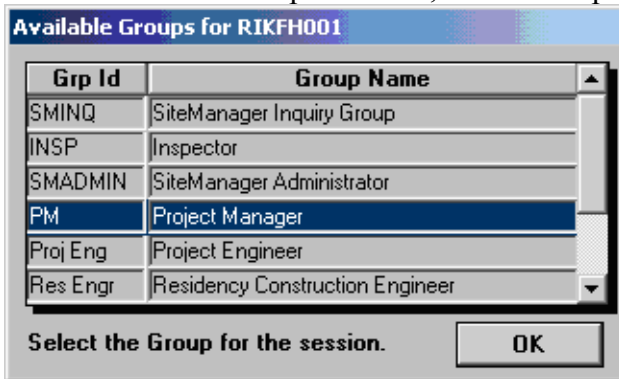 Available Groups for RIKFH001
Grp Id Group Name
SMINQ SiteManager Inquiry Group
INSP Inspector
SMADMIN SiteManager Administrator
PM Project Manager
Proj Eng Project Engineer
Res Engr Residency Construction Engineer
Select the Group for the session. OK